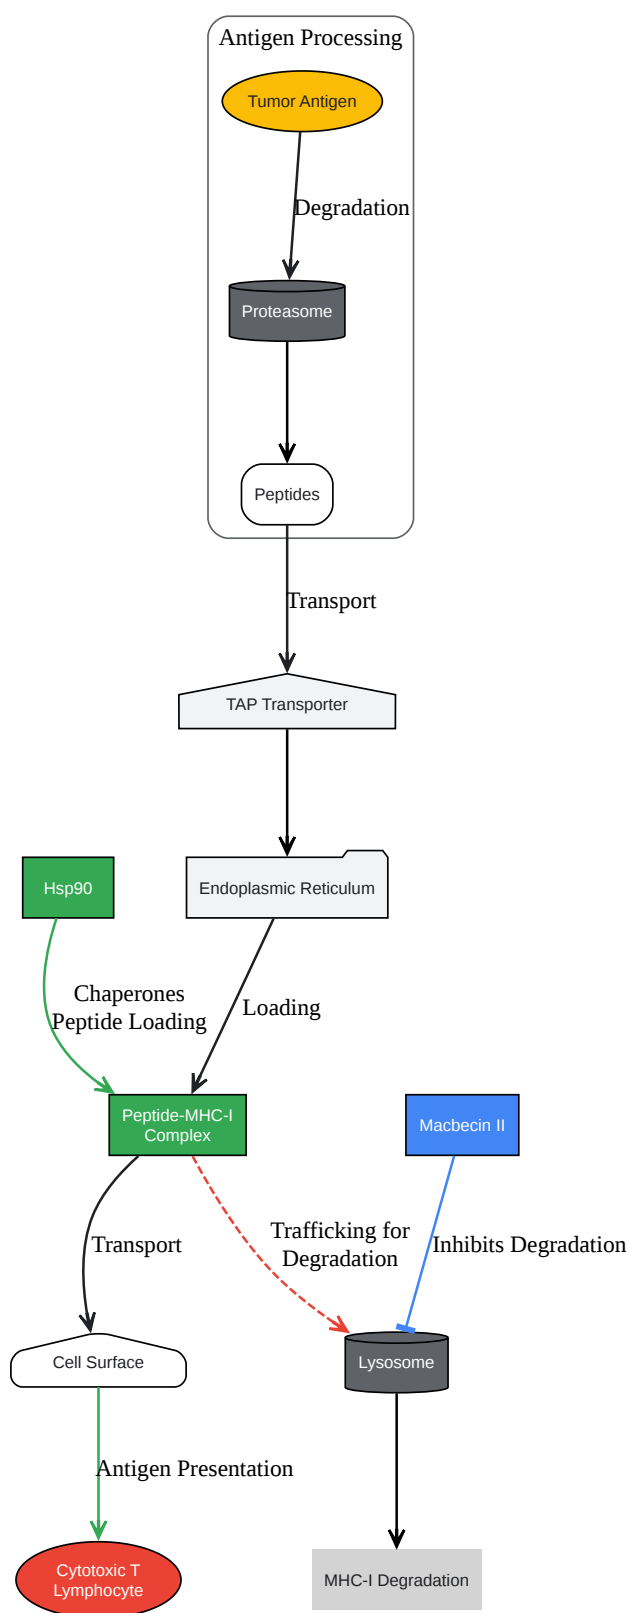 Antigen Processing
Tumor Antigen
Degradation
Proteasome
Peptides
Transport
TAP Transporter
Hsp90
Endoplasmic Reticulum
Chaperones
Peptide Loading
Loading
Peptide-MHC-I
Complex
Macbecin II
Transport
Trafficking for
Degradation
Inhibits Degradation
Cell Surface
Lysosome
Antigen Presentation
Cytotoxic T
Lymphocyte
MHC-I Degradation